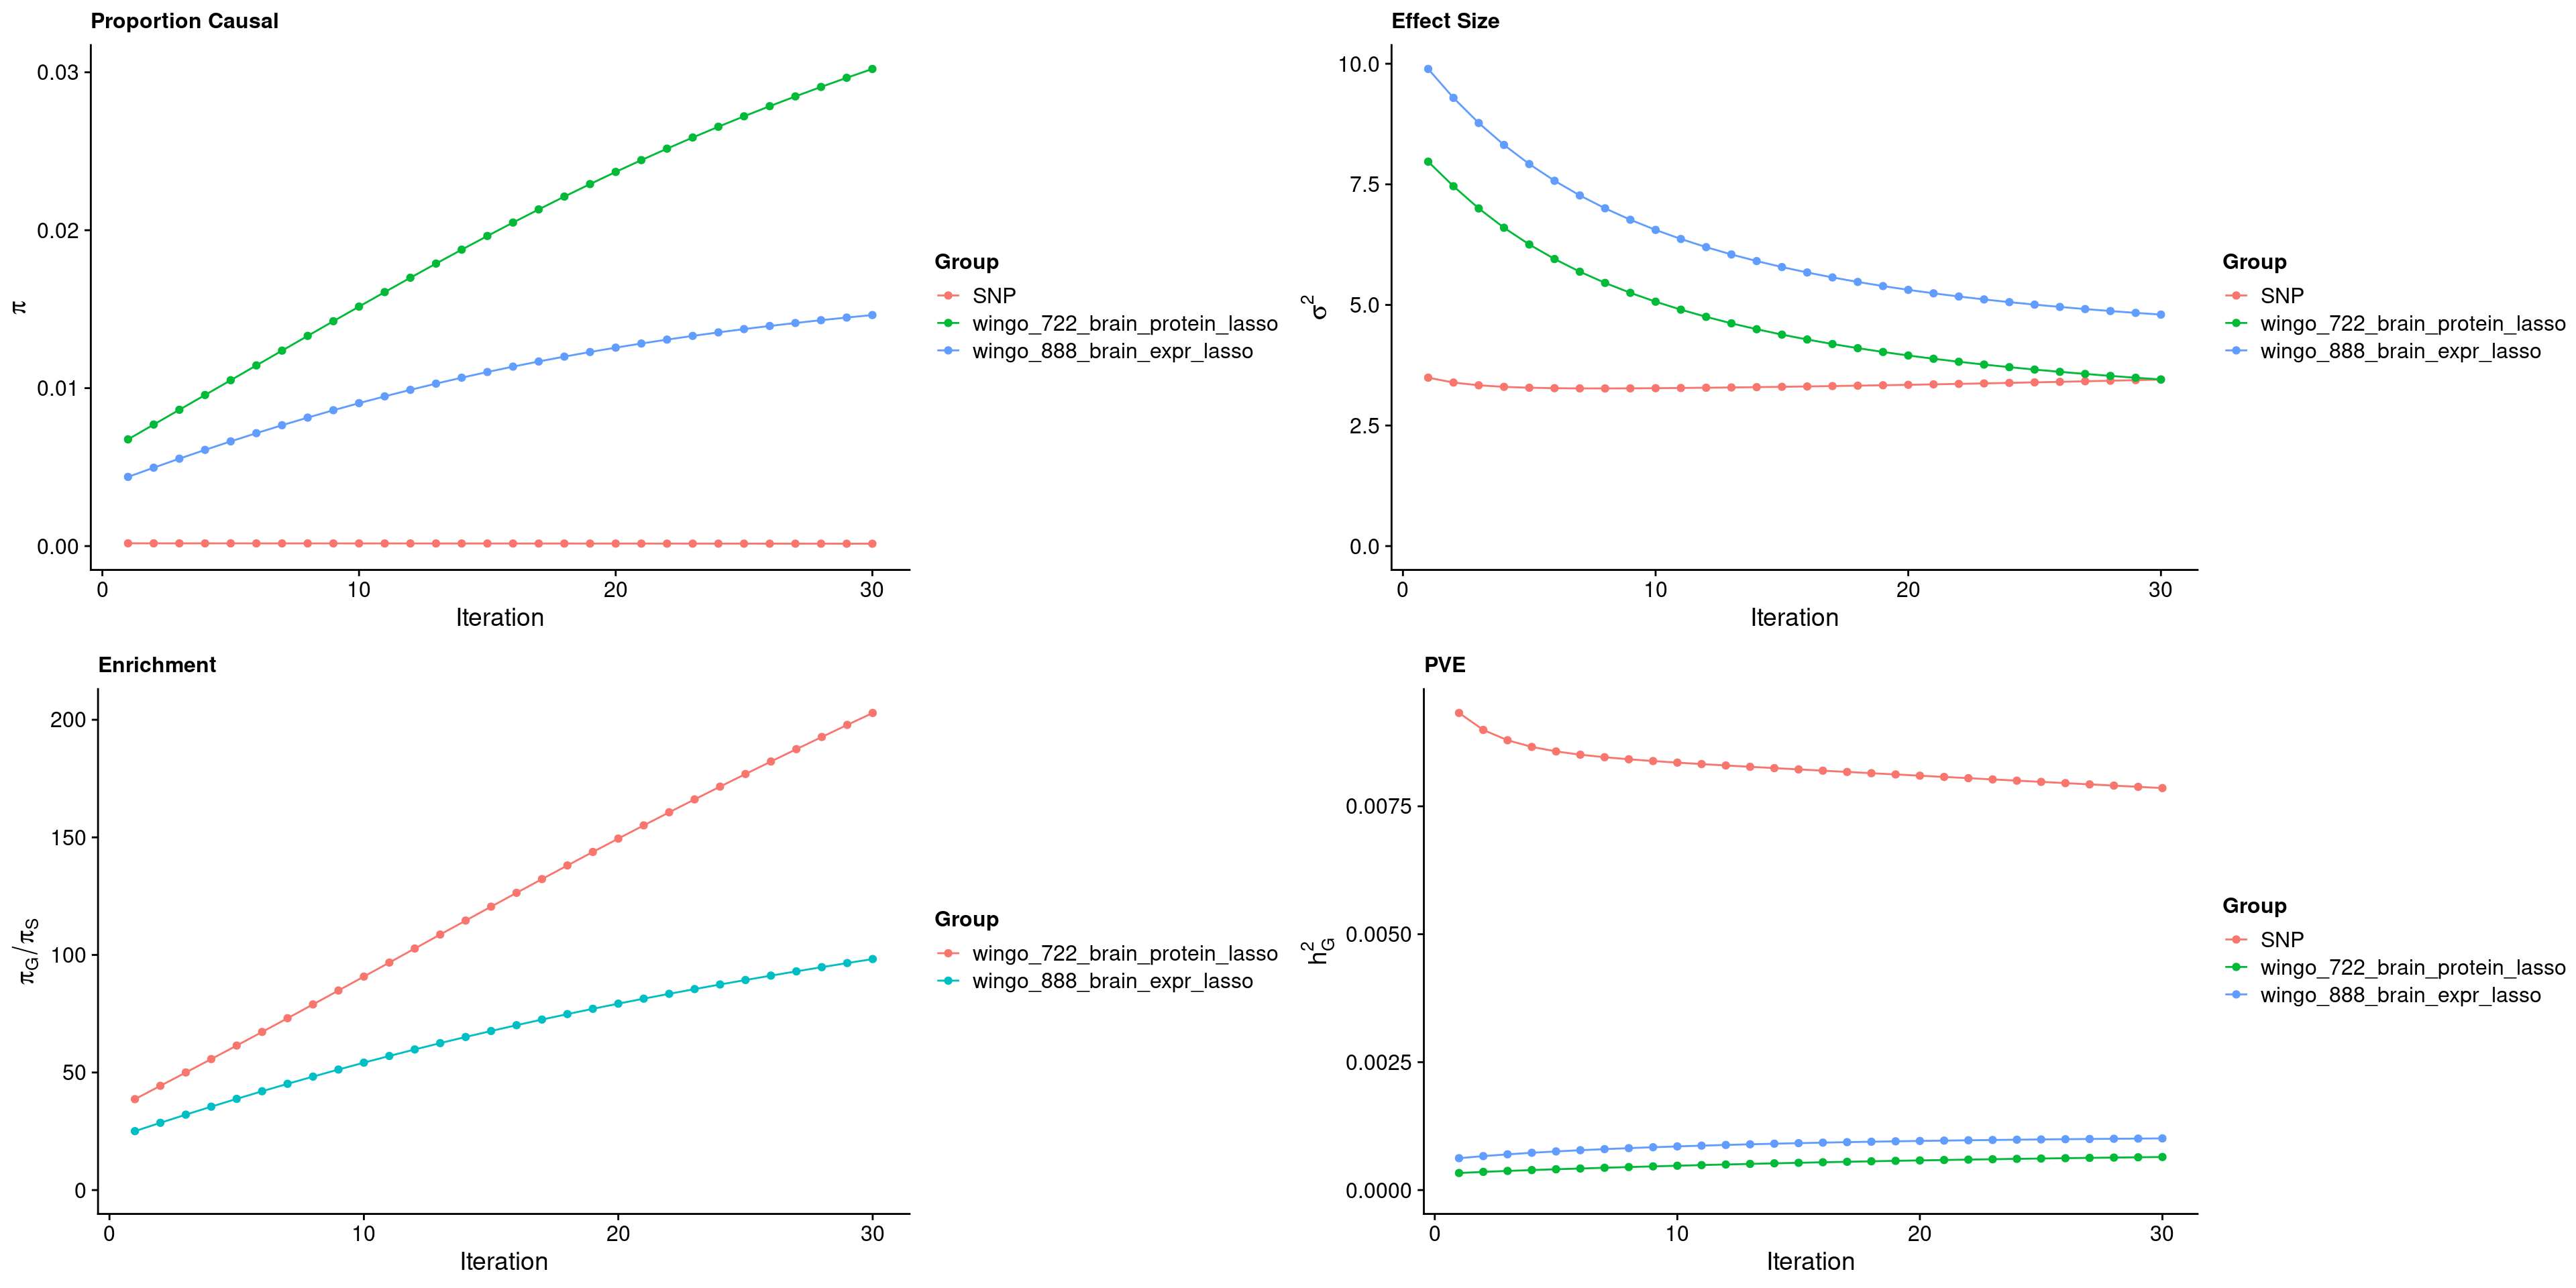 Proportion Causal
0.03
0.02
0.01
0.00
π
0
10
20
30
Iteration
Group
SNP
wingo_722_brain_protein_lasso
wingo_888_brain_expr_lasso
Effect Size
10.0
7.5
5.0
2.5
0.0
σ²
0
10
20
30
Iteration
Group
SNP
wingo_722_brain_protein_lasso
wingo_888_brain_expr_lasso
Enrichment
200
150
100
50
0
πG/πS
0
10
20
30
Iteration
Group
wingo_722_brain_protein_lasso
wingo_888_brain_expr_lasso
PVE
0.0075
0.0050
0.0025
0.0000
h²G
0
10
20
30
Iteration
Group
SNP
wingo_722_brain_protein_lasso
wingo_888_brain_expr_lasso